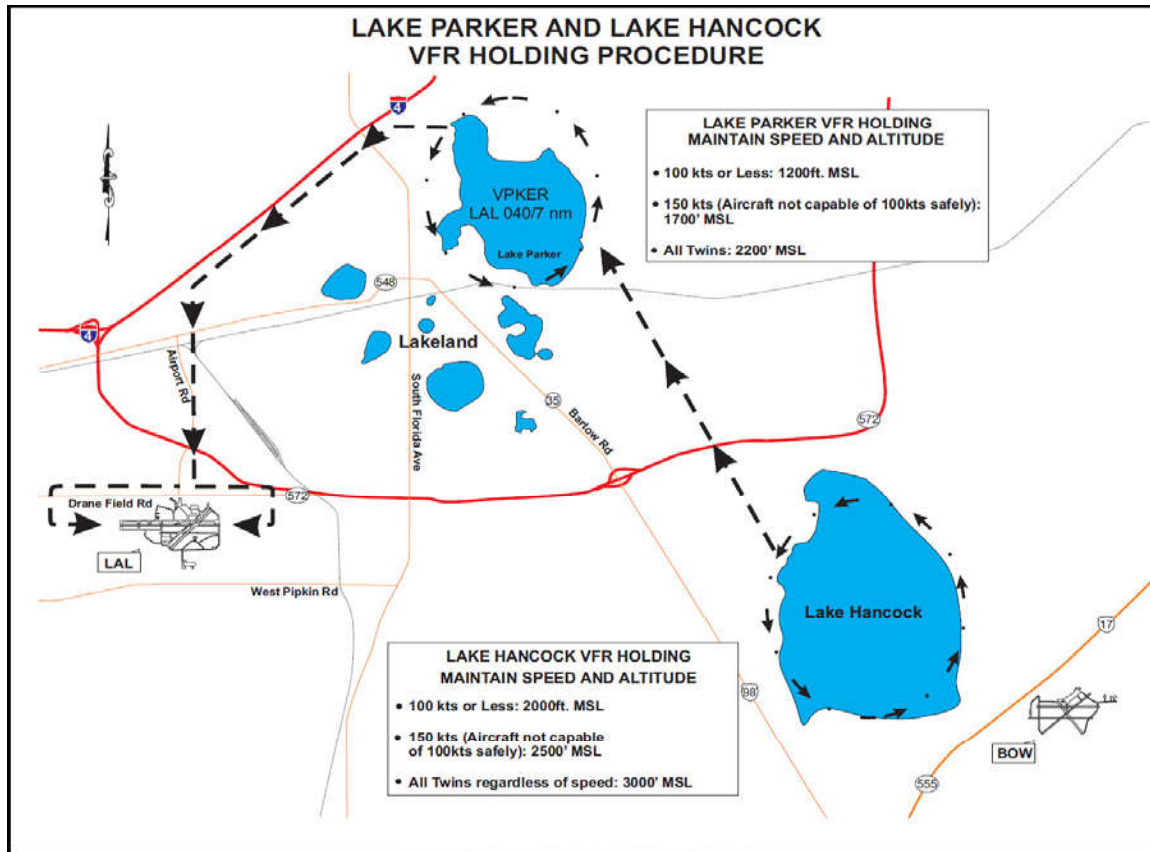 LAKE PARKER AND LAKE HANCOCK
VFR HOLDING PROCEDURE
4
LAKE PARKER VFR HOLDING
MAINTAIN SPEED AND ALTITUDE
• 100 kts or Less: 1200ft. MSL
• 150 kts (Aircraft not capable of 100kts safely):
1700' MSL
• All Twins: 2200' MSL
VPKER
LAL 040/7 nm
Lake Parker
548
4
Lakeland
Airport Rd
South Florida Ave
35
Bartow Rd
572
572
Drane Field Rd
LAL
West Pipkin Rd
Lake Hancock
17
LAKE HANCOCK VFR HOLDING
MAINTAIN SPEED AND ALTITUDE
• 100 kts or Less: 2000ft. MSL
• 150 kts (Aircraft not capable
of 100kts safely): 2500' MSL
• All Twins regardless of speed: 3000' MSL
98
BOW
555